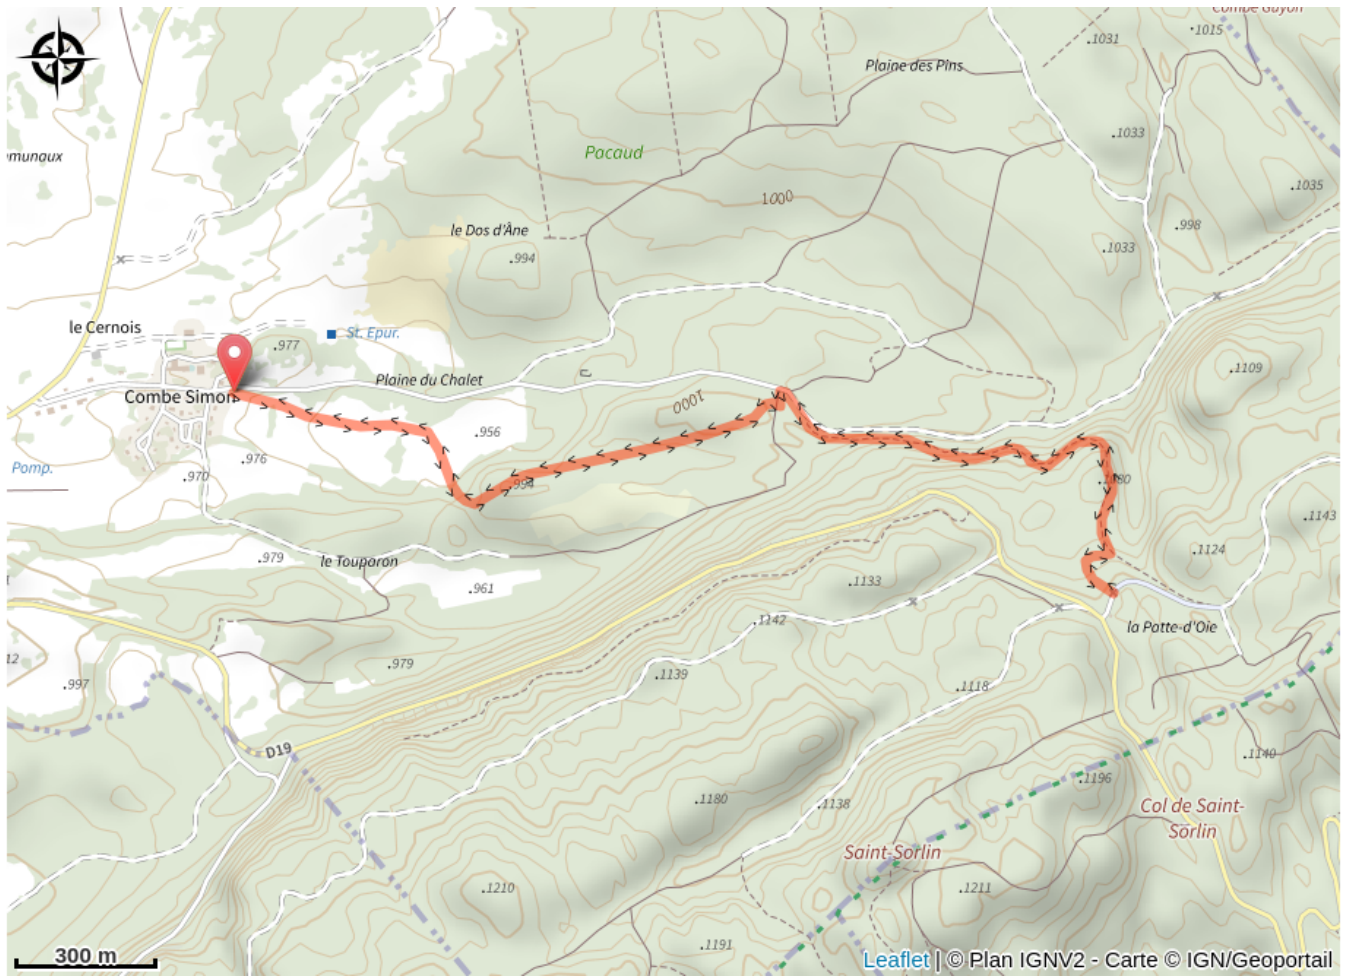 Combe Guyon
.1015
.1031
Plaine des Pins
.1033
munaux
Pacaud
.1035
1000
.998
le Dos d'Âne
.1033
.994
le Cernois
St. Epur.
.977
.1109
Plaine du Chalet
Combe Simon
1000
.956
Pomp.
.976
.970
.994
.1080
.1143
.979
le Touparon
.1124
.961
.1133
.1142
la Patte-d'Oie
.979
12
.1139
.997
.1118
D19
.1140
.1196
.1180
.1138
Col de Saint-
Sorlin
Saint-Sorlin
.1210
.1211
.1191
300 m
Leaflet | © Plan IGNV2 - Carte © IGN/Geoportail